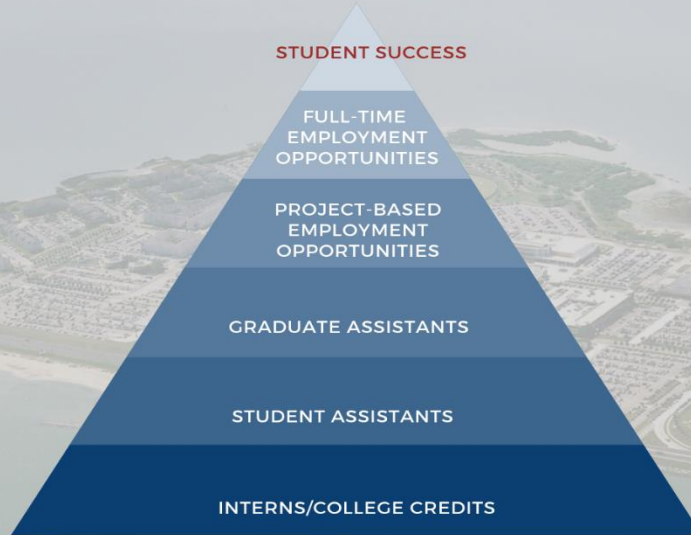 STUDENT SUCCESS
FULL-TIME
EMPLOYMENT
OPPORTUNITIES
PROJECT-BASED
EMPLOYMENT
OPPORTUNITIES
GRADUATE ASSISTANTS
STUDENT ASSISTANTS
INTERNS/COLLEGE CREDITS